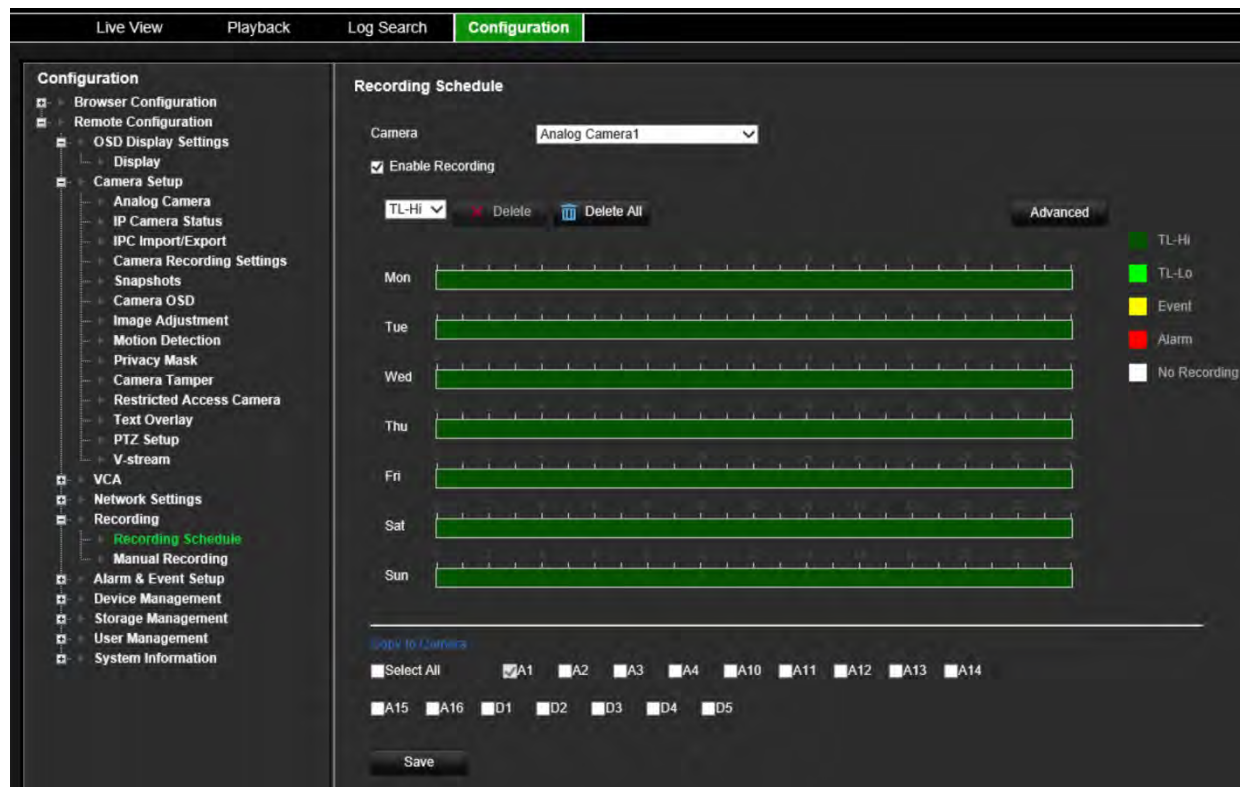 Live View Playback Log Search Configuration
Configuration
Browser Configuration
Remote Configuration
OSD Display Settings
Display
Camera Setup
Analog Camera
IP Camera Status
IPC Import/Export
Camera Recording Settings
Snapshots
Camera OSD
Image Adjustment
Motion Detection
Privacy Mask
Camera Tamper
Restricted Access Camera
Text Overlay
PTZ Setup
V-stream
VCA
Network Settings
Recording
Recording Schedule
Manual Recording
Alarm & Event Setup
Device Management
Storage Management
User Management
System Information
Recording Schedule
Camera Analog Camera1
Enable Recording
TL-Hi Delete Delete All Advanced
Mon
Tue
Wed
Thu
Fri
Sat
Sun
TL-Hi
TL-Lo
Event
Alarm
No Recording
Copy to Camera
Select All A1 A2 A3 A4 A10 A11 A12 A13 A14
A15 A16 D1 D2 D3 D4 D5
Save